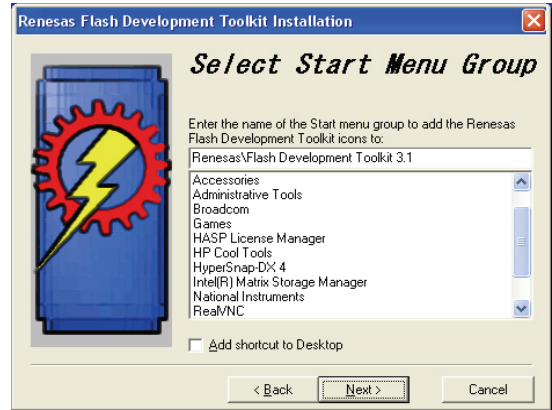 Renesas Flash Development Toolkit Installation
Select Start Menu Group
Enter the name of the Start menu group to add the Renesas
Flash Development Toolkit icons to:
Renesas\Flash Development Toolkit 3.1
Accessories
Administrative Tools
Broadcom
Games
HASP License Manager
HP Cool Tools
HyperSnap-DX 4
Intel(R) Matrix Storage Manager
National Instruments
RealVNC
Add shortcut to Desktop
< Back
Next >
Cancel